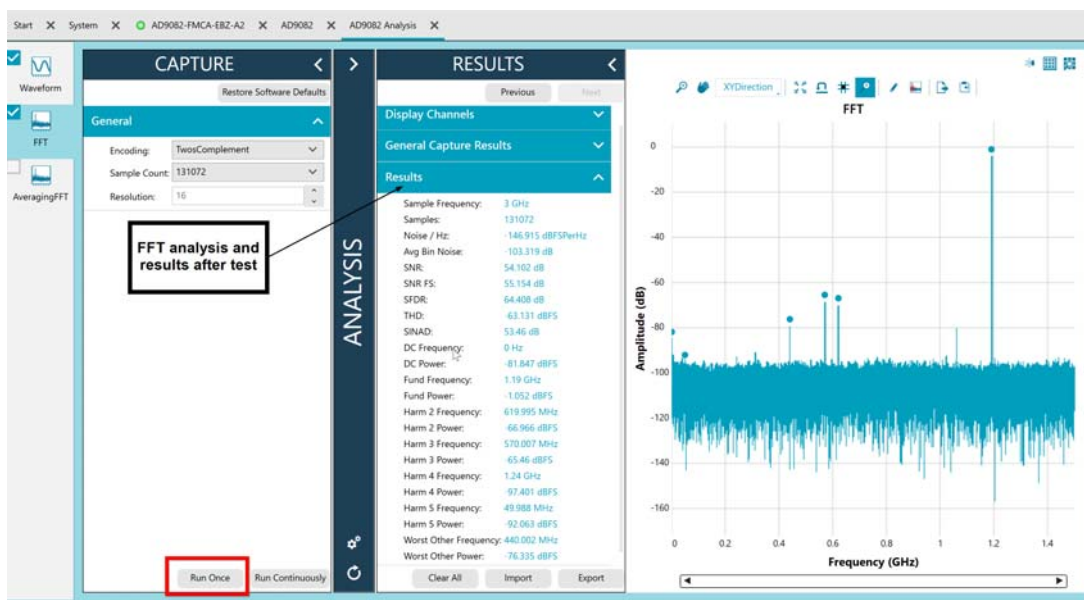 Start X System X AD9082-FMCA-EBZ-A2 X AD9082 X AD9082 Analysis X
Waveform
FFT
AveragingFFT
CAPTURE
Restore Software Defaults
General
Encoding: TwosComplement
Sample Count: 131072
Resolution: 16
FFT analysis and
results after test
Run Once Run Continuously
ANALYSIS
RESULTS
Previous Next
Display Channels
General Capture Results
Results
Sample Frequency: 3 GHz
Samples: 131072
Noise / Hz: -146.915 dBFSPerHz
Avg Bin Noise: -103.319 dB
SNR: 54.102 dB
SNR FS: 55.154 dB
SFDR: 64.408 dB
THD: -63.131 dBFS
SINAD: 53.46 dB
DC Frequency: 0 Hz
DC Power: -81.847 dBFS
Fund Frequency: 1.19 GHz
Fund Power: -1.052 dBFS
Harm 2 Frequency: 619.995 MHz
Harm 2 Power: -66.966 dBFS
Harm 3 Frequency: 570.007 MHz
Harm 3 Power: -65.46 dBFS
Harm 4 Frequency: 1.24 GHz
Harm 4 Power: -97.401 dBFS
Harm 5 Frequency: 49.988 MHz
Harm 5 Power: -92.063 dBFS
Worst Other Frequency: 440.002 MHz
Worst Other Power: -76.335 dBFS
Clear All Import Export
XYDirection
FFT
Amplitude (dB)
0
-20
-40
-60
-80
-100
-120
-140
-160
0 0.2 0.4 0.6 0.8 1 1.2 1.4
Frequency (GHz)